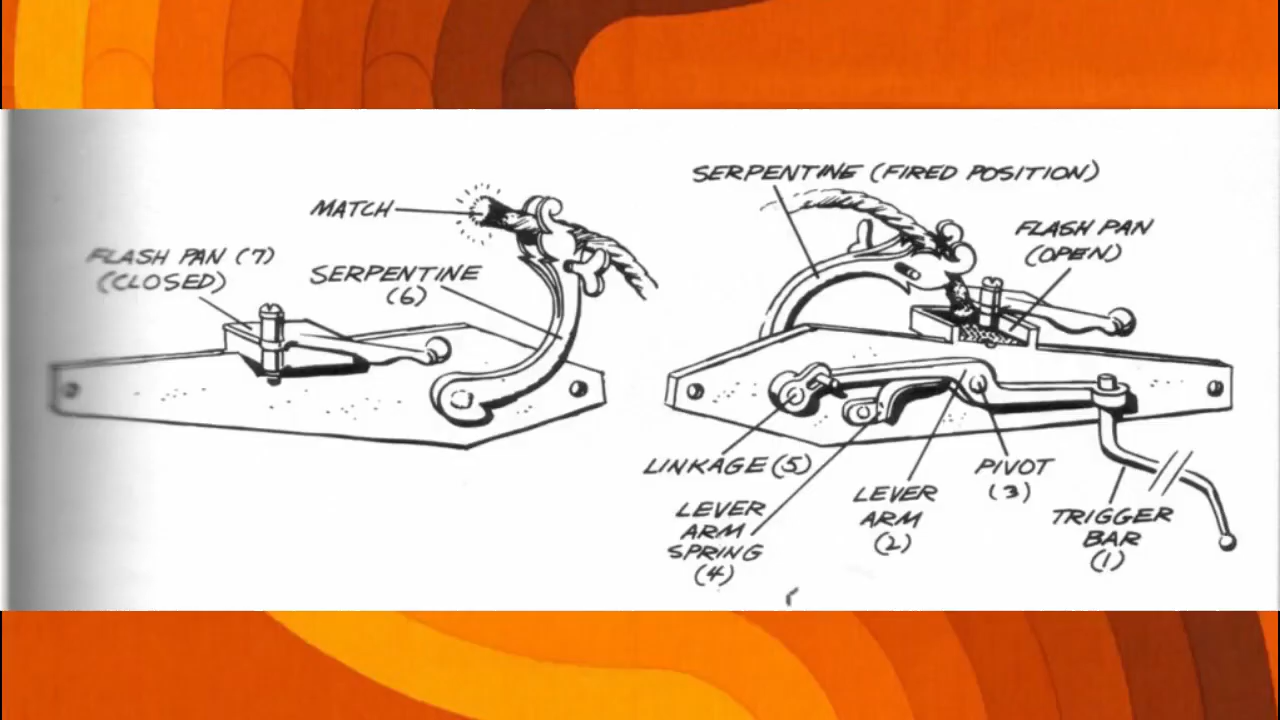 MATCH
FLASH PAN (7)
(CLOSED)
SERPENTINE
(6)
SERPENTINE (FIRED POSITION)
FLASH PAN
(OPEN)
LINKAGE (5)
LEVER
ARM
SPRING
(4)
LEVER
ARM
(2)
PIVOT
(3)
TRIGGER
BAR
(1)